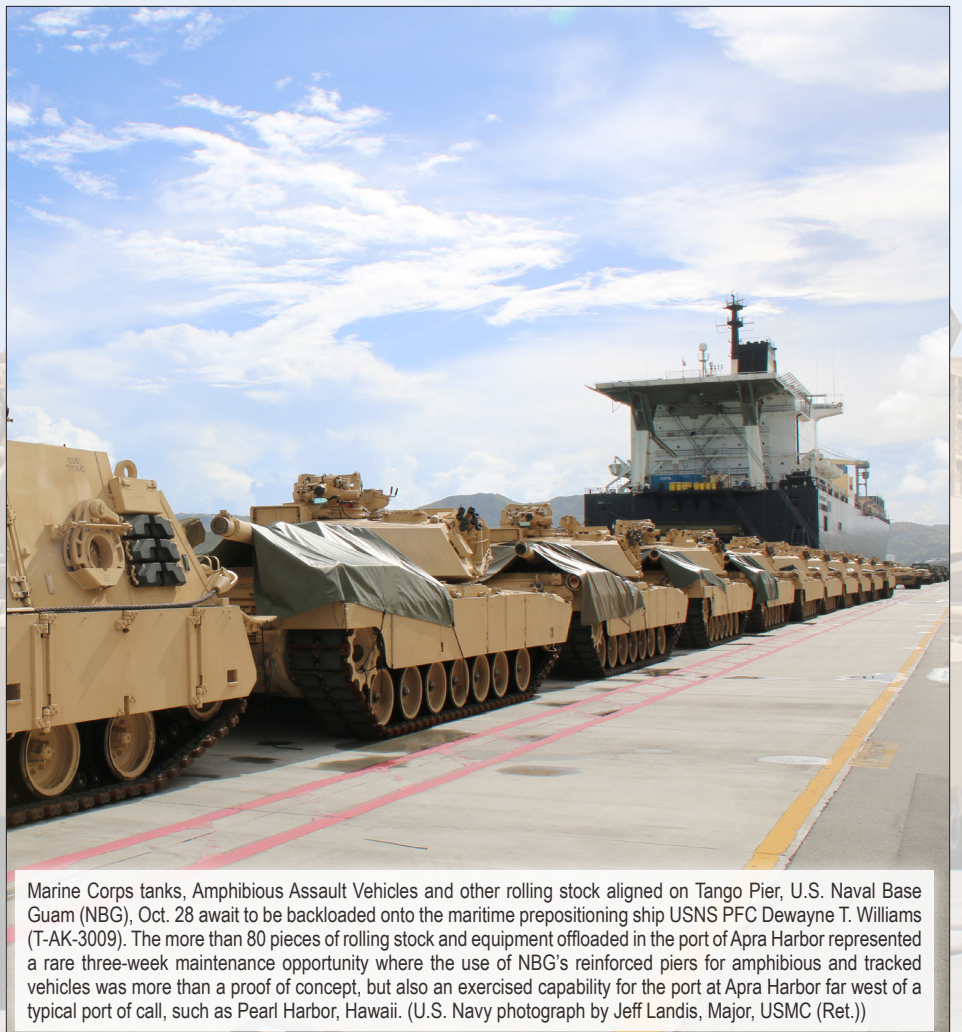 USMC
Marine Corps tanks, Amphibious Assault Vehicles and other rolling stock aligned on Tango Pier, U.S. Naval Base
Guam (NBG), Oct. 28 await to be backloaded onto the maritime prepositioning ship USNS PFC Dewayne T. Williams
(T-AK-3009). The more than 80 pieces of rolling stock and equipment offloaded in the port of Apra Harbor represented
a rare three-week maintenance opportunity where the use of NBG's reinforced piers for amphibious and tracked
vehicles was more than a proof of concept, but also an exercised capability for the port at Apra Harbor far west of a
typical port of call, such as Pearl Harbor, Hawaii. (U.S. Navy photograph by Jeff Landis, Major, USMC (Ret.))